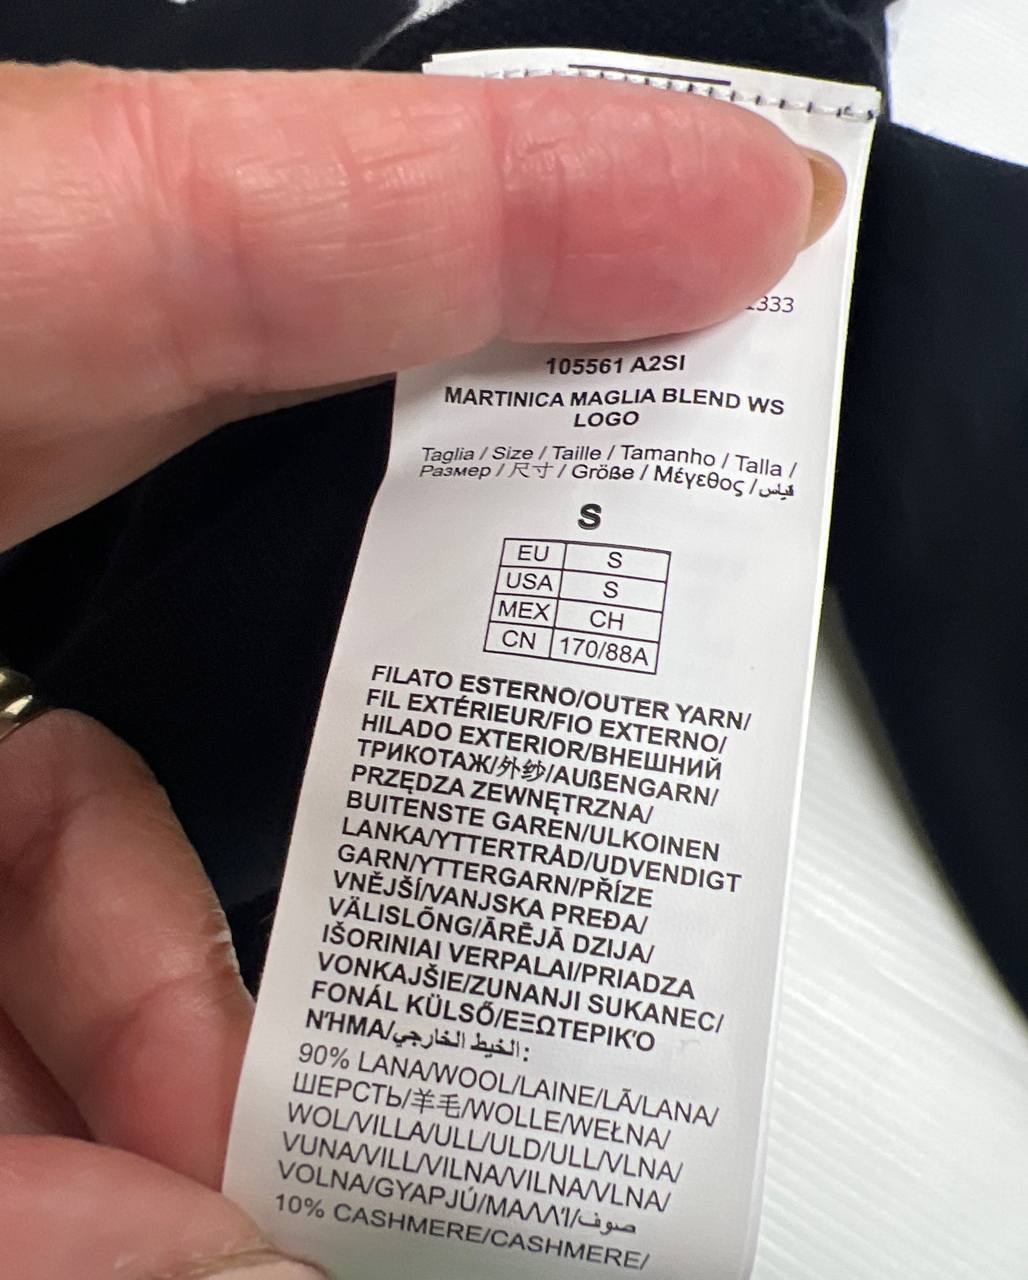 333
105561 A2SI
MARTINICA MAGLIA BLEND WS
LOGO
Taglia / Size / Taille / Tamanho / Talla /
Размер / 尺寸 / Größe / Μέγεθος / قياس
S
EU S
USA S
MEX CH
CN 170/88A
FILATO ESTERNO/OUTER YARN/
FIL EXTÉRIEUR/FIO EXTERNO/
HILADO EXTERIOR/ВНЕШНИЙ
ТРИКОТАЖ/外纱/AUßENGARN/
PRZĘDZA ZEWNĘTRZNA/
BUITENSTE GAREN/ULKOINEN
LANKA/YTTERTRÅD/UDVENDIGT
GARN/YTTERGARN/PŘÍZE
VNĚJŠÍ/VANJSKA PREĐA/
VÄLISLÕNG/ĀRĒJĀ DZIJA/
IŠORINIAI VERPALAI/PRIADZA
VONKAJŠIE/ZUNANJI SUKANEC/
FONÁL KÜLSŐ/ΕΞΩΤΕΡΙΚΌ
ΝΉΜΑ/الخيط الخارجي:
90% LANA/WOOL/LAINE/LÃ/LANA/
ШЕРСТЬ/羊毛/WOLLE/WEŁNA/
WOL/VILLA/ULL/ULD/ULL/VLNA/
VUNA/VILL/VILNA/VILNA/VLNA/
VOLNA/GYAPJÚ/ΜΑΛΛΊ/صوف/
10% CASHMERE/CASHMERE/